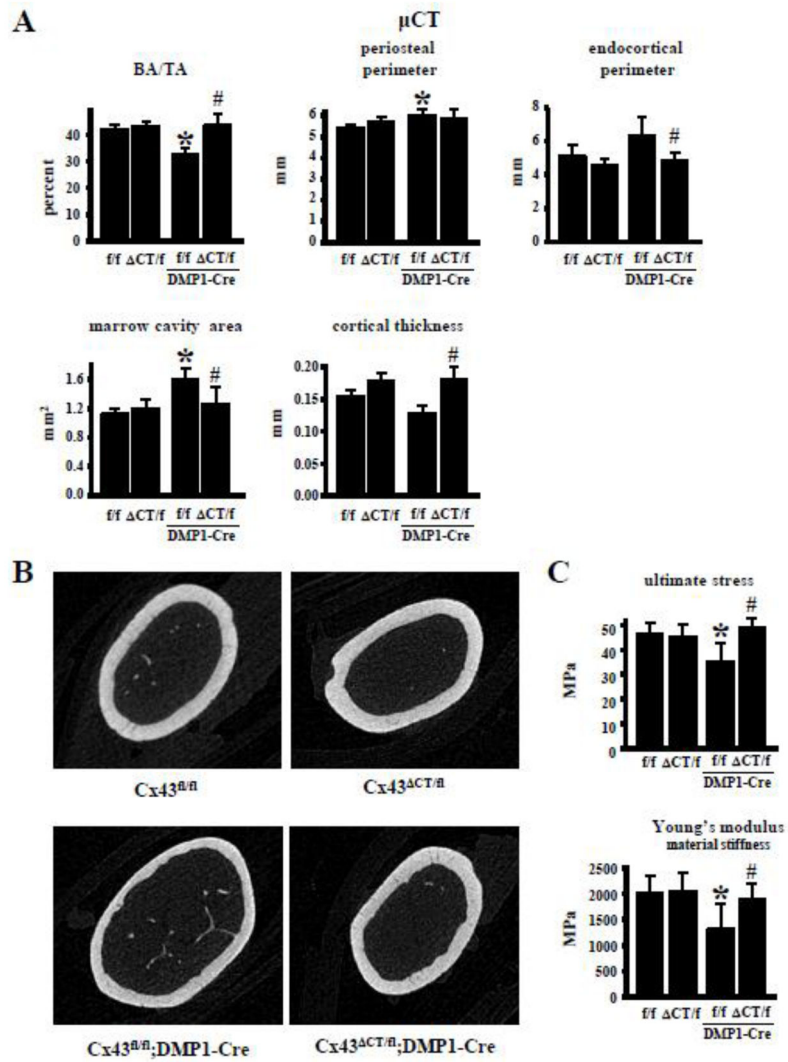 A
μCT
BA/TA
periosteal
perimeter
endocortical
perimeter
percent
40
30
20
10
0
*
#
f/f ΔCT/f f/f ΔCT/f
DMP1-Cre
mm
6
5
4
3
2
1
0
*
f/f ΔCT/f f/f ΔCT/f
DMP1-Cre
mm
8
6
4
2
0
#
f/f ΔCT/f f/f ΔCT/f
DMP1-Cre
marrow cavity area
mm²
1.6
1.2
0.8
0.4
0.0
*
#
f/f ΔCT/f f/f ΔCT/f
DMP1-Cre
cortical thickness
mm
0.20
0.15
0.10
0.05
0.00
#
f/f ΔCT/f f/f ΔCT/f
DMP1-Cre
B
Cx43fl/fl
Cx43ΔCT/fl
Cx43fl/fl;DMP1-Cre
Cx43ΔCT/fl;DMP1-Cre
C
ultimate stress
MPa
50
40
30
20
10
0
*
#
f/f ΔCT/f f/f ΔCT/f
DMP1-Cre
Young's modulus
material stiffness
MPa
2500
2000
1500
1000
500
0
*
#
f/f ΔCT/f f/f ΔCT/f
DMP1-Cre